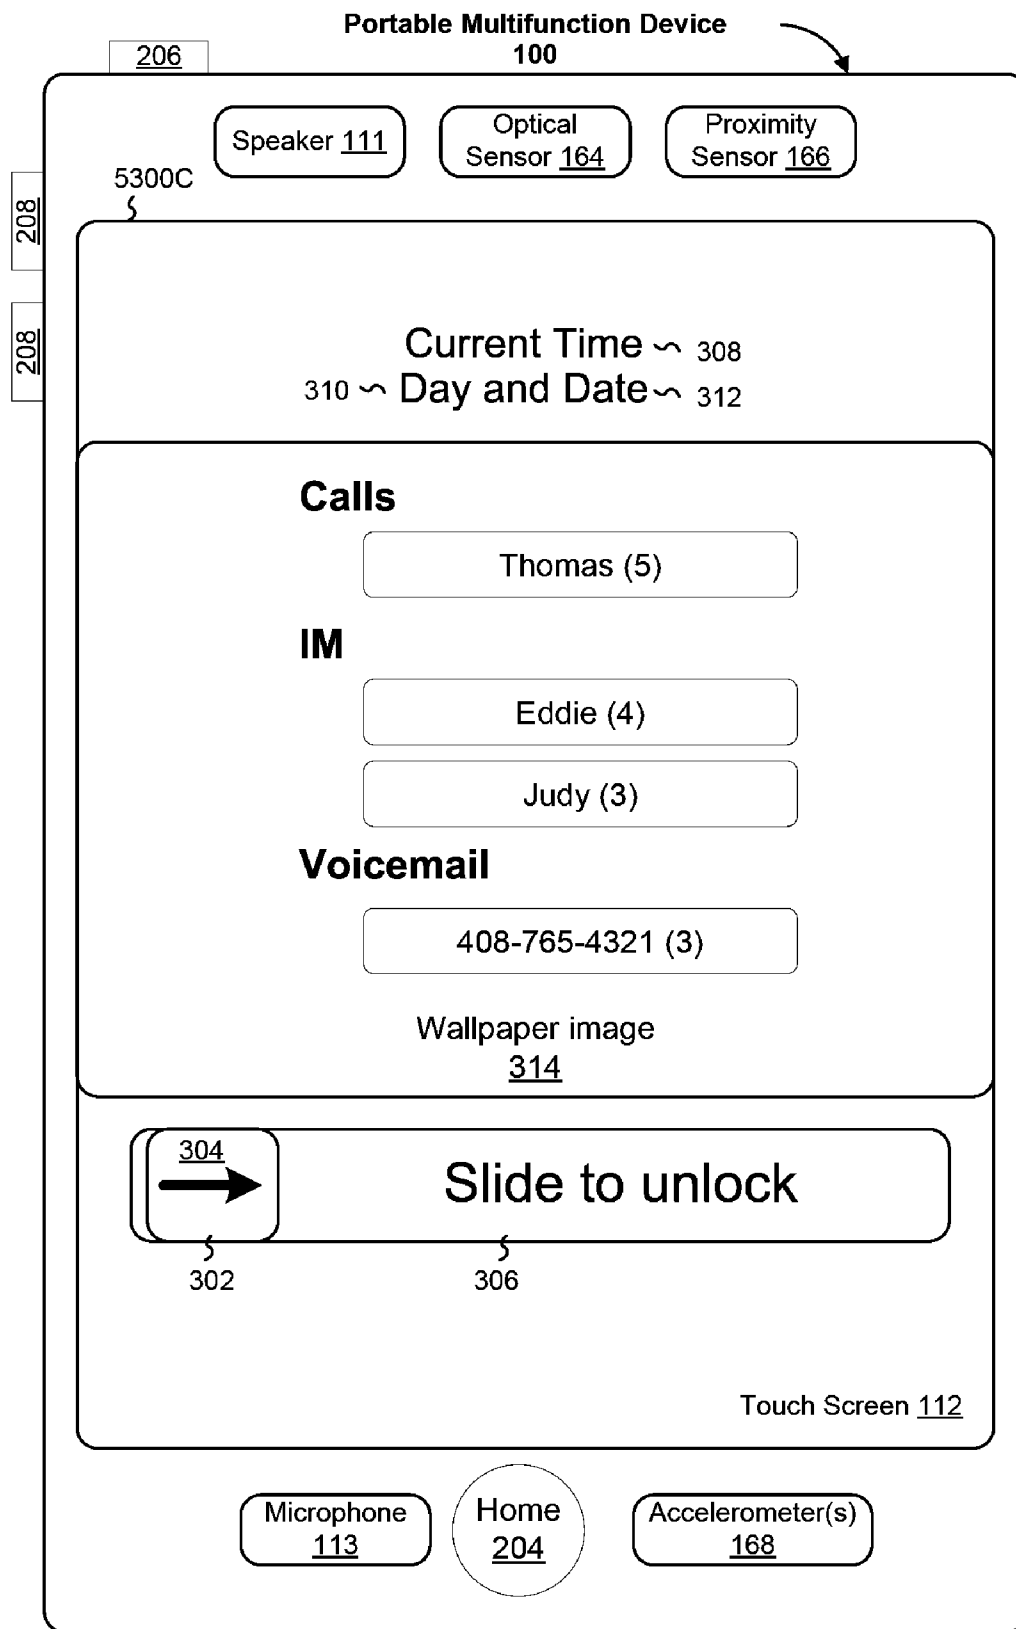 Portable Multifunction Device
100
206
Speaker 111
Optical
Sensor 164
Proximity
Sensor 166
5300C
208
208
Current Time 308
310 Day and Date 312
Calls
Thomas (5)
IM
Eddie (4)
Judy (3)
Voicemail
408-765-4321 (3)
Wallpaper image
314
304
Slide to unlock
302
306
Touch Screen 112
Microphone
113
Home
204
Accelerometer(s)
168